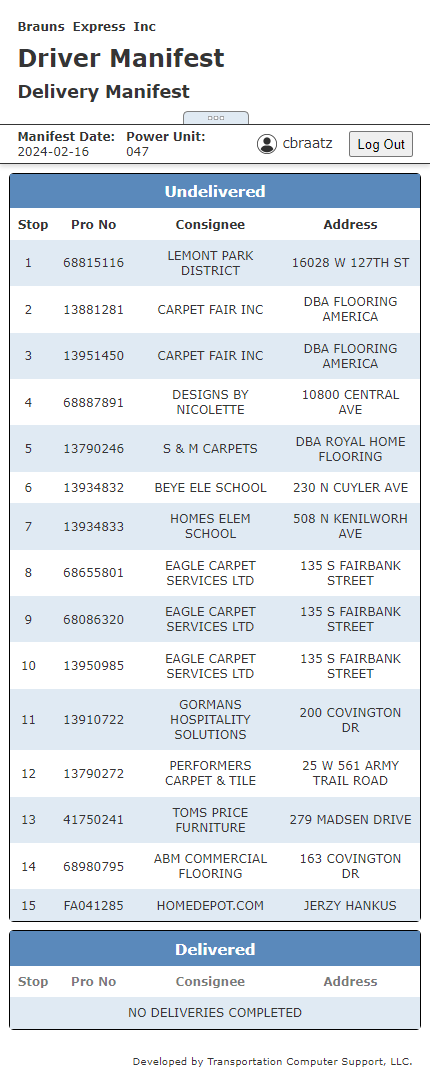 Brauns Express Inc
Driver Manifest
Delivery Manifest
Manifest Date: Power Unit:
2024-02-16 047 cbraatz Log Out
Undelivered
Stop Pro No Consignee Address
1 68815116 LEMONT PARK DISTRICT 16028 W 127TH ST
2 13881281 CARPET FAIR INC DBA FLOORING AMERICA
3 13951450 CARPET FAIR INC DBA FLOORING AMERICA
4 68887891 DESIGNS BY NICOLETTE 10800 CENTRAL AVE
5 13790246 S & M CARPETS DBA ROYAL HOME FLOORING
6 13934832 BEYE ELE SCHOOL 230 N CUYLER AVE
7 13934833 HOMES ELEM SCHOOL 508 N KENILWORH AVE
8 68655801 EAGLE CARPET SERVICES LTD 135 S FAIRBANK STREET
9 68086320 EAGLE CARPET SERVICES LTD 135 S FAIRBANK STREET
10 13950985 EAGLE CARPET SERVICES LTD 135 S FAIRBANK STREET
11 13910722 GORMANS HOSPITALITY SOLUTIONS 200 COVINGTON DR
12 13790272 PERFORMERS CARPET & TILE 25 W 561 ARMY TRAIL ROAD
13 41750241 TOMS PRICE FURNITURE 279 MADSEN DRIVE
14 68980795 ABM COMMERCIAL FLOORING 163 COVINGTON DR
15 FA041285 HOMEDEPOT.COM JERZY HANKUS
Delivered
Stop Pro No Consignee Address
NO DELIVERIES COMPLETED
Developed by Transportation Computer Support, LLC.